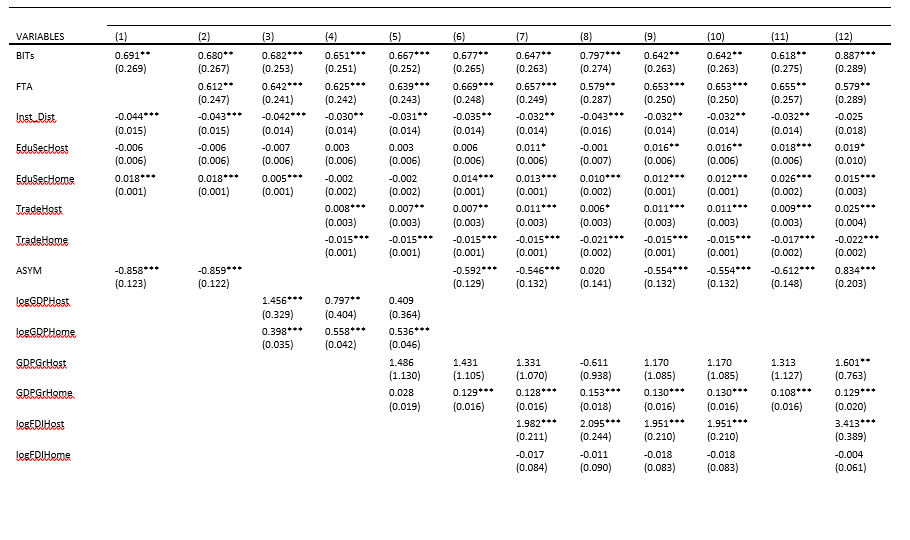 VARIABLES (1) (2) (3) (4) (5) (6) (7) (8) (9) (10) (11) (12)
BITs 0.691** 0.680** 0.682*** 0.651*** 0.667*** 0.677** 0.647** 0.797*** 0.642** 0.642** 0.618** 0.887***
(0.269) (0.267) (0.253) (0.251) (0.252) (0.265) (0.263) (0.274) (0.263) (0.263) (0.275) (0.289)
FTA 0.612** 0.642*** 0.625*** 0.639*** 0.669*** 0.657*** 0.579** 0.653*** 0.653*** 0.655** 0.579**
(0.247) (0.241) (0.242) (0.243) (0.248) (0.249) (0.287) (0.250) (0.250) (0.257) (0.289)
Inst_Dist -0.044*** -0.043*** -0.042*** -0.030** -0.031** -0.035** -0.032** -0.043*** -0.032** -0.032** -0.032** -0.025
(0.015) (0.015) (0.014) (0.014) (0.014) (0.014) (0.014) (0.016) (0.014) (0.014) (0.014) (0.018)
EduSecHost -0.006 -0.006 -0.007 0.003 0.003 0.006 0.011* -0.001 0.016** 0.016** 0.018*** 0.019*
(0.006) (0.006) (0.006) (0.006) (0.006) (0.006) (0.006) (0.007) (0.006) (0.006) (0.006) (0.010)
EduSecHome 0.018*** 0.018*** 0.005*** -0.002 -0.002 0.014*** 0.013*** 0.010*** 0.012*** 0.012*** 0.026*** 0.015***
(0.001) (0.001) (0.001) (0.002) (0.002) (0.001) (0.001) (0.002) (0.001) (0.001) (0.002) (0.003)
TradeHost 0.008*** 0.007** 0.007** 0.011*** 0.006* 0.011*** 0.011*** 0.009*** 0.025***
(0.003) (0.003) (0.003) (0.003) (0.003) (0.003) (0.003) (0.003) (0.004)
TradeHome -0.015*** -0.015*** -0.015*** -0.015*** -0.021*** -0.015*** -0.015*** -0.017*** -0.022***
(0.001) (0.001) (0.001) (0.001) (0.002) (0.001) (0.001) (0.002) (0.002)
ASYM -0.858*** -0.859*** -0.592*** -0.546*** 0.020 -0.554*** -0.554*** -0.612*** 0.834***
(0.123) (0.122) (0.129) (0.132) (0.141) (0.132) (0.132) (0.148) (0.203)
logGDPHost 1.456*** 0.797** 0.409
(0.329) (0.404) (0.364)
logGDPHome 0.398*** 0.558*** 0.536***
(0.035) (0.042) (0.046)
GDPGrHost 1.486 1.431 1.331 -0.611 1.170 1.170 1.313 1.601**
(1.130) (1.105) (1.070) (0.938) (1.085) (1.085) (1.127) (0.763)
GDPGrHome 0.028 0.129*** 0.128*** 0.153*** 0.130*** 0.130*** 0.108*** 0.129***
(0.019) (0.016) (0.016) (0.018) (0.016) (0.016) (0.016) (0.020)
logFDIHost 1.982*** 2.095*** 1.951*** 1.951*** 3.413***
(0.211) (0.244) (0.210) (0.210) (0.389)
logFDIHome -0.017 -0.011 -0.018 -0.018 -0.004
(0.084) (0.090) (0.083) (0.083) (0.061)